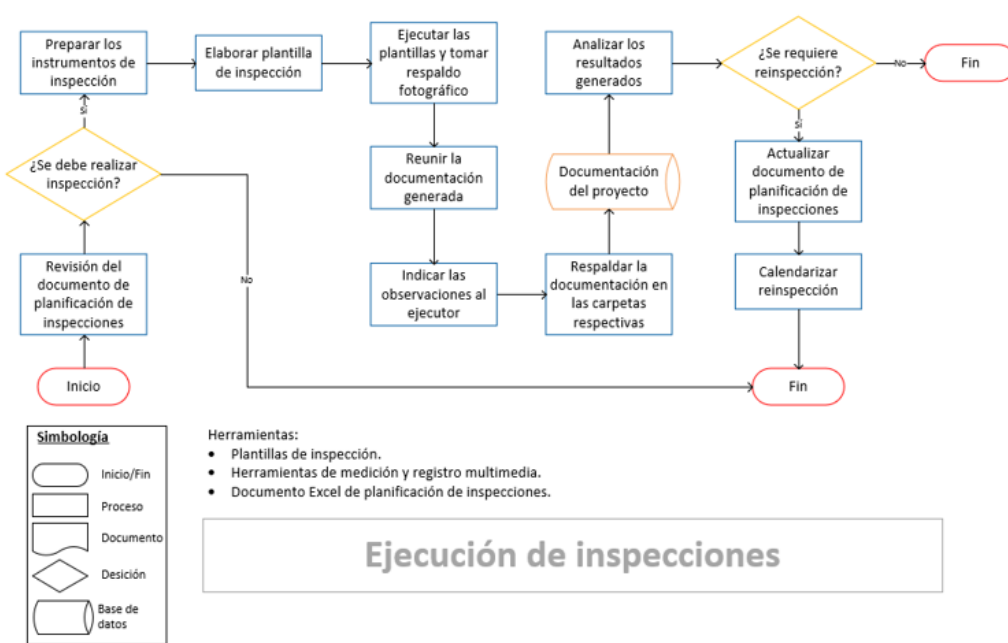 Preparar los
instrumentos de
inspección
Elaborar plantilla
de inspección
Ejecutar las
plantillas y tomar
respaldo
fotográfico
Analizar los
resultados
generados
¿Se requiere
reinspección?
No
Fin
Sí
¿Se debe realizar
inspección?
Reunir la
documentación
generada
Documentación
del proyecto
Sí
Actualizar
documento de
planificación de
inspecciones
Revisión del
documento de
planificación de
inspecciones
No
Indicar las
observaciones al
ejecutor
Respaldar la
documentación en
las carpetas
respectivas
Calendarizar
reinspección
Inicio
Fin
Simbología
Inicio/Fin
Proceso
Documento
Desición
Base de
datos
Herramientas:
• Plantillas de inspección.
• Herramientas de medición y registro multimedia.
• Documento Excel de planificación de inspecciones.
Ejecución de inspecciones